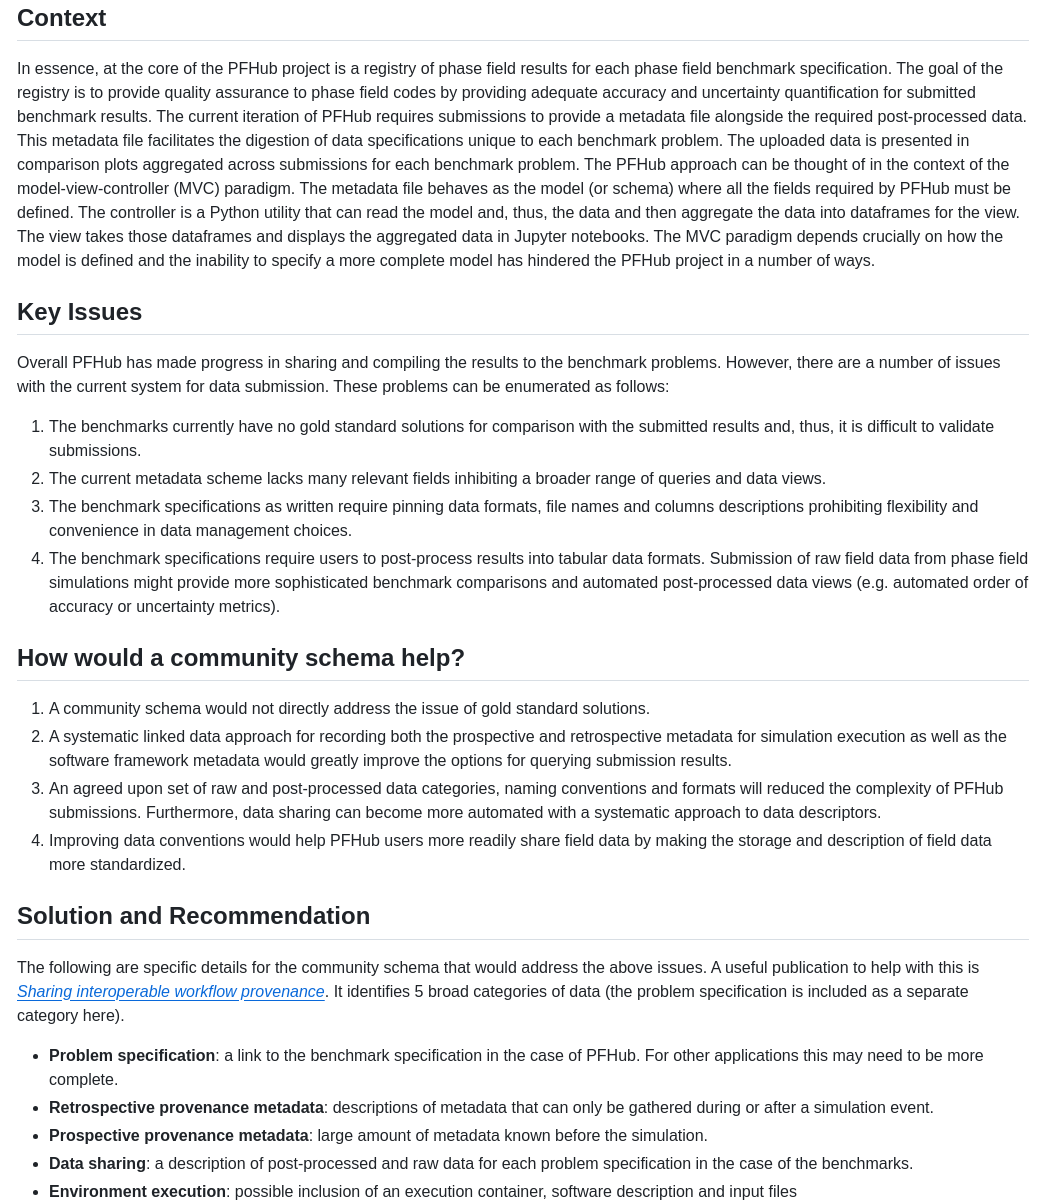 Context
In essence, at the core of the PFHub project is a registry of phase field results for each phase field benchmark specification. The goal of the
registry is to provide quality assurance to phase field codes by providing adequate accuracy and uncertainty quantification for submitted
benchmark results. The current iteration of PFHub requires submissions to provide a metadata file alongside the required post-processed data.
This metadata file facilitates the digestion of data specifications unique to each benchmark problem. The uploaded data is presented in
comparison plots aggregated across submissions for each benchmark problem. The PFHub approach can be thought of in the context of the
model-view-controller (MVC) paradigm. The metadata file behaves as the model (or schema) where all the fields required by PFHub must be
defined. The controller is a Python utility that can read the model and, thus, the data and then aggregate the data into dataframes for the view.
The view takes those dataframes and displays the aggregated data in Jupyter notebooks. The MVC paradigm depends crucially on how the
model is defined and the inability to specify a more complete model has hindered the PFHub project in a number of ways.
Key Issues
Overall PFHub has made progress in sharing and compiling the results to the benchmark problems. However, there are a number of issues
with the current system for data submission. These problems can be enumerated as follows:
1. The benchmarks currently have no gold standard solutions for comparison with the submitted results and, thus, it is difficult to validate
submissions.
2. The current metadata scheme lacks many relevant fields inhibiting a broader range of queries and data views.
3. The benchmark specifications as written require pinning data formats, file names and columns descriptions prohibiting flexibility and
convenience in data management choices.
4. The benchmark specifications require users to post-process results into tabular data formats. Submission of raw field data from phase field
simulations might provide more sophisticated benchmark comparisons and automated post-processed data views (e.g. automated order of
accuracy or uncertainty metrics).
How would a community schema help?
1. A community schema would not directly address the issue of gold standard solutions.
2. A systematic linked data approach for recording both the prospective and retrospective metadata for simulation execution as well as the
software framework metadata would greatly improve the options for querying submission results.
3. An agreed upon set of raw and post-processed data categories, naming conventions and formats will reduced the complexity of PFHub
submissions. Furthermore, data sharing can become more automated with a systematic approach to data descriptors.
4. Improving data conventions would help PFHub users more readily share field data by making the storage and description of field data
more standardized.
Solution and Recommendation
The following are specific details for the community schema that would address the above issues. A useful publication to help with this is
Sharing interoperable workflow provenance. It identifies 5 broad categories of data (the problem specification is included as a separate
category here).
• Problem specification: a link to the benchmark specification in the case of PFHub. For other applications this may need to be more
complete.
• Retrospective provenance metadata: descriptions of metadata that can only be gathered during or after a simulation event.
• Prospective provenance metadata: large amount of metadata known before the simulation.
• Data sharing: a description of post-processed and raw data for each problem specification in the case of the benchmarks.
• Environment execution: possible inclusion of an execution container, software description and input files